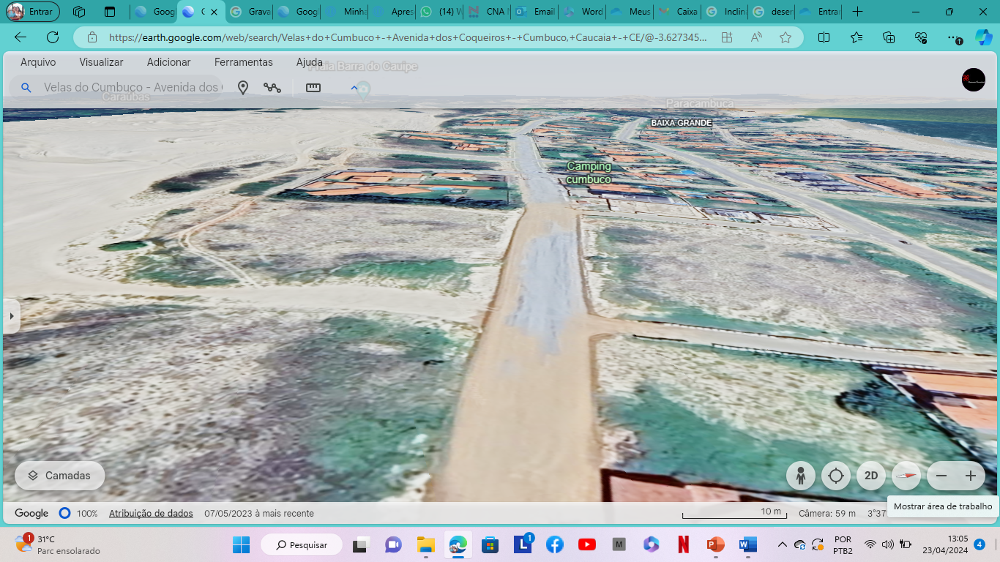 Entrar
Goog
C
Grava
Goog
Minha
Apres
(14) W
CNA N
Email
Word
Meus
Caixa
Inclin
deser
Entra
https://earth.google.com/web/search/Velas+do+Cumbuco+-+Avenida+dos+Coqueiros+-+Cumbuco,+Caucaia+-+CE/@-3.627345...
Arquivo
Visualizar
Adicionar
Ferramentas
Ajuda
Praia Barra do Cauipe
Velas do Cumbuco - Avenida dos
Caraúbas
Paracambuca
BAIXA GRANDE
Camping
cumbuco
Camadas
2D
Mostrar área de trabalho
Google
100%
Atribuição de dados
07/05/2023 à mais recente
10 m
Câmera: 59 m
3°37
1
31°C
Parc ensolarado
Pesquisar
L
1
M
N
P
W
POR
PTB2
13:05
23/04/2024
4